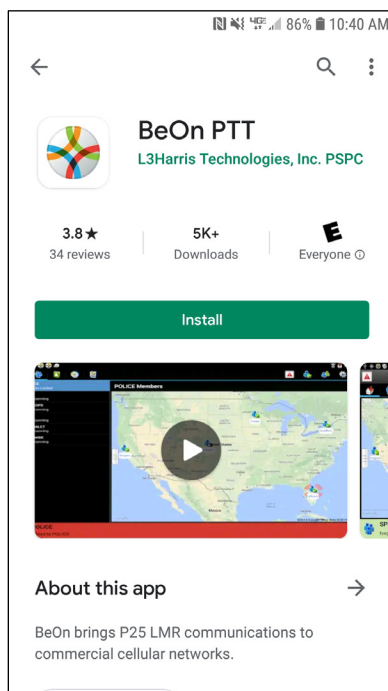 86% 10:40 AM
BeOn PTT
L3Harris Technologies, Inc. PSPC
3.8★
34 reviews
5K+
Downloads
E
Everyone
Install
POLICE Members
About this app
BeOn brings P25 LMR communications to
commercial cellular networks.